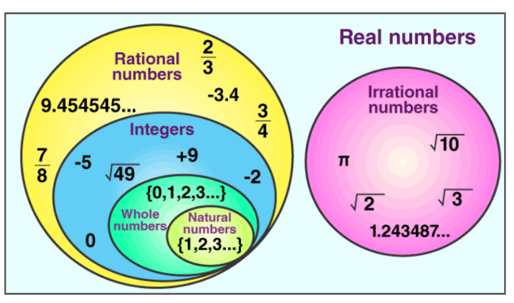 Real numbers
Rational
numbers
2/3
9.454545...
-3.4
3/4
7/8
Integers
-5
√49
+9
-2
0
{0,1,2,3...}
Whole
numbers
Natural
numbers
{1,2,3...}
Irrational
numbers
π
√10
√2
√3
1.243487...